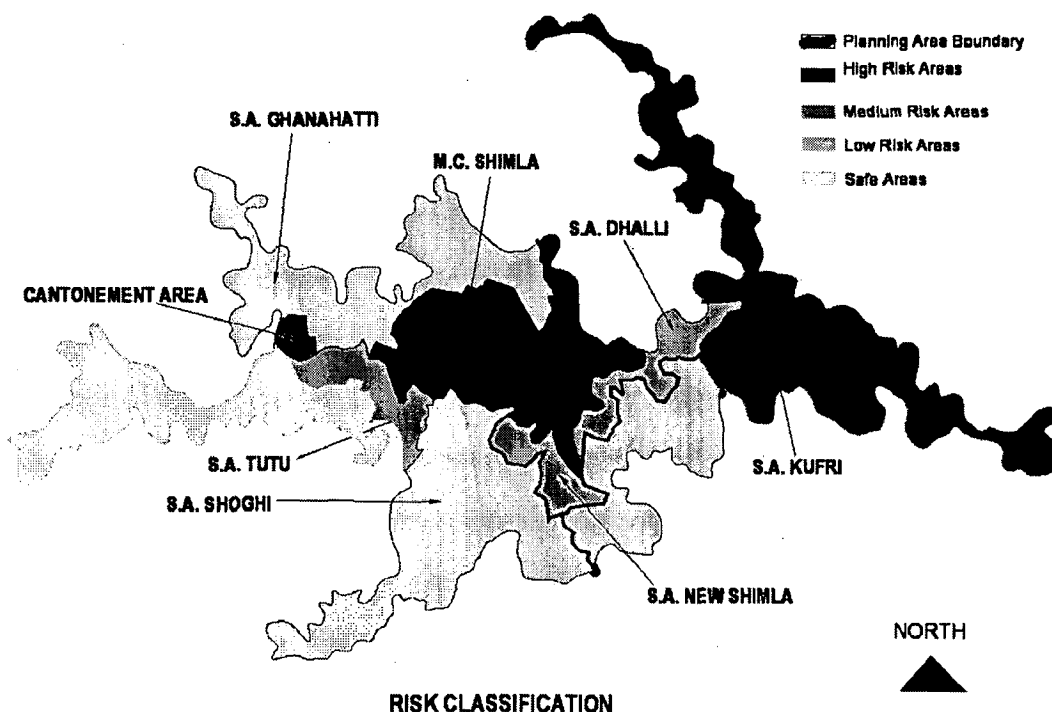 Planning Area Boundary
High Risk Areas
Medium Risk Areas
Low Risk Areas
Safe Areas
S.A. GHANAHATTI
M.C. SHIMLA
S.A. DHALLI
CANTONEMENT AREA
S.A. TUTU
S.A. KUFRI
S.A. SHOGHI
S.A. NEW SHIMLA
NORTH
RISK CLASSIFICATION